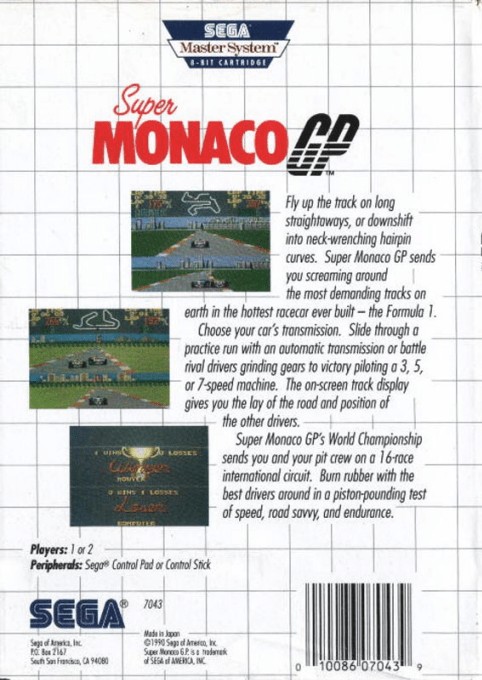 SEGA
Master System™
8-BIT CARTRIDGE
Super
MONACO GP™
Fly up the track on long
straightaways, or downshift
into neck-wrenching hairpin
curves. Super Monaco GP sends
you screaming around
the most demanding tracks on
earth in the hottest racecar ever built – the Formula 1.
Choose your car's transmission. Slide through a
practice run with an automatic transmission or battle
rival drivers grinding gears to victory piloting a 3, 5,
or 7-speed machine. The on-screen track display
gives you the lay of the road and position of
the other drivers.
Super Monaco GP's World Championship
sends you and your pit crew on a 16-race
international circuit. Burn rubber with the
best drivers around in a piston-pounding test
of speed, road savvy, and endurance.
1 WINS 0 LOSSES
Winner
0 WINS 1 LOSSES
Loser
COMPUTER
Players: 1 or 2
Peripherals: Sega® Control Pad or Control Stick
SEGA®
7043
Sega of America, Inc.
P.O. Box 2167
South San Francisco, CA 94080
Made in Japan
©1990 Sega of America, Inc.
Super Monaco GP is a trademark
of SEGA of AMERICA, INC.
0 10086 07043 9